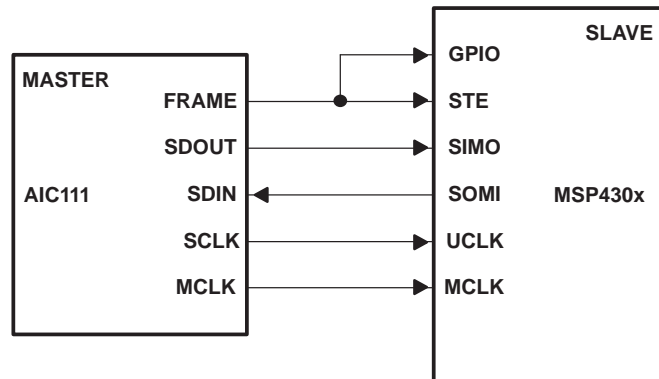 SLAVE
GPIO
MASTER
FRAME STE
SDOUT SIMO
AIC111 SDIN SOMI MSP430x
SCLK UCLK
MCLK MCLK